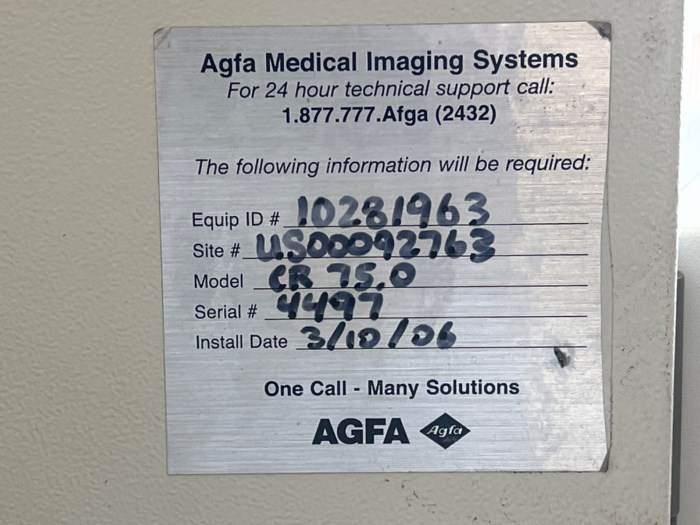 Agfa Medical Imaging Systems
For 24 hour technical support call:
1.877.777.Afga (2432)
The following information will be required:
Equip ID # 10281963
Site # US00092763
Model CR 75.0
Serial # 4497
Install Date 3/10/06
One Call - Many Solutions
AGFA Agfa